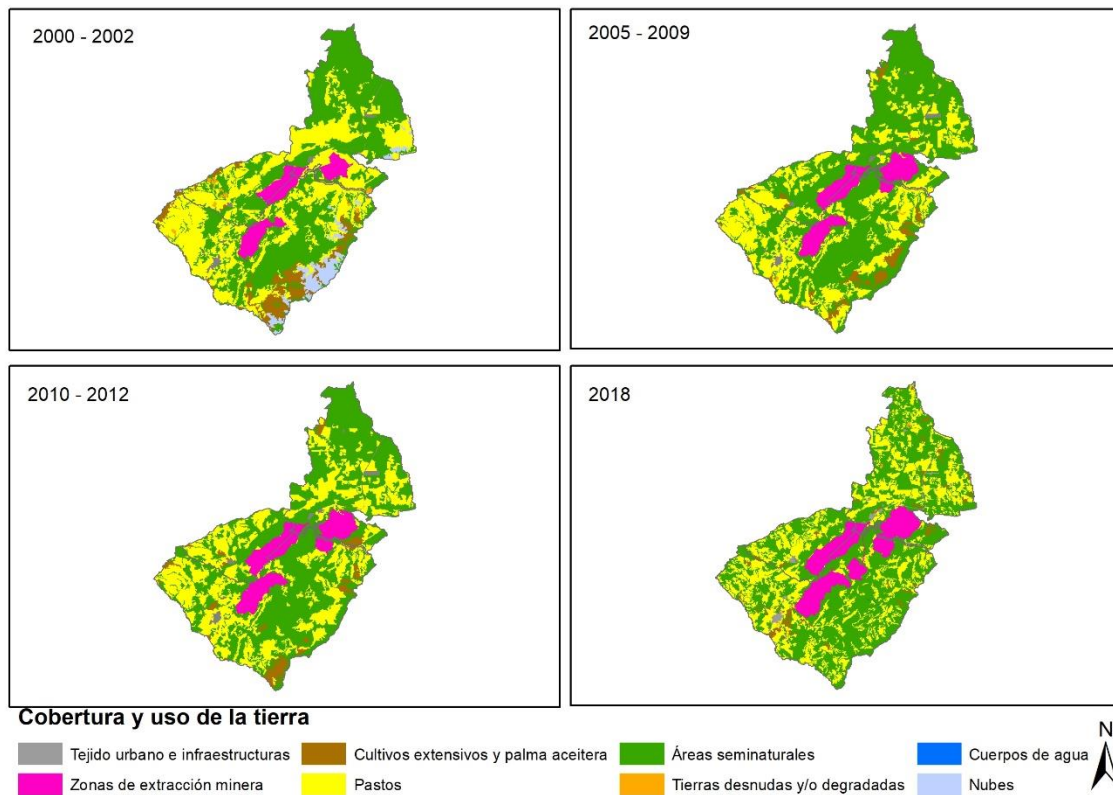 2000 - 2002
2005 - 2009
2010 - 2012
2018
Cobertura y uso de la tierra
Tejido urbano e infraestructuras
Cultivos extensivos y palma aceitera
Áreas seminaturales
Cuerpos de agua
Zonas de extracción minera
Pastos
Tierras desnudas y/o degradadas
Nubes
N